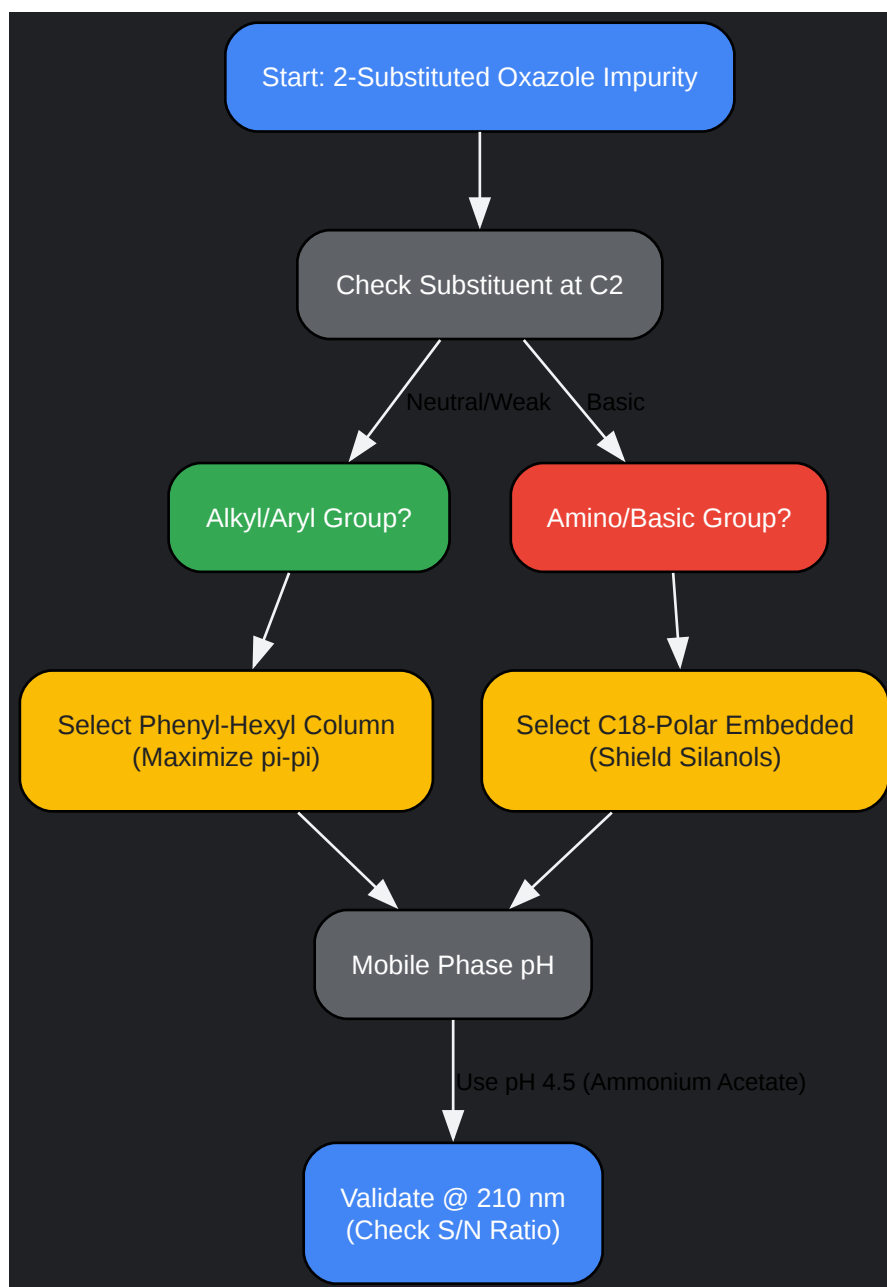 Start: 2-Substituted Oxazole Impurity
Check Substituent at C2
Neutral/Weak
Basic
Alkyl/Aryl Group?
Amino/Basic Group?
Select Phenyl-Hexyl Column
(Maximize pi-pi)
Select C18-Polar Embedded
(Shield Silanols)
Mobile Phase pH
Use pH 4.5 (Ammonium Acetate)
Validate @ 210 nm
(Check S/N Ratio)